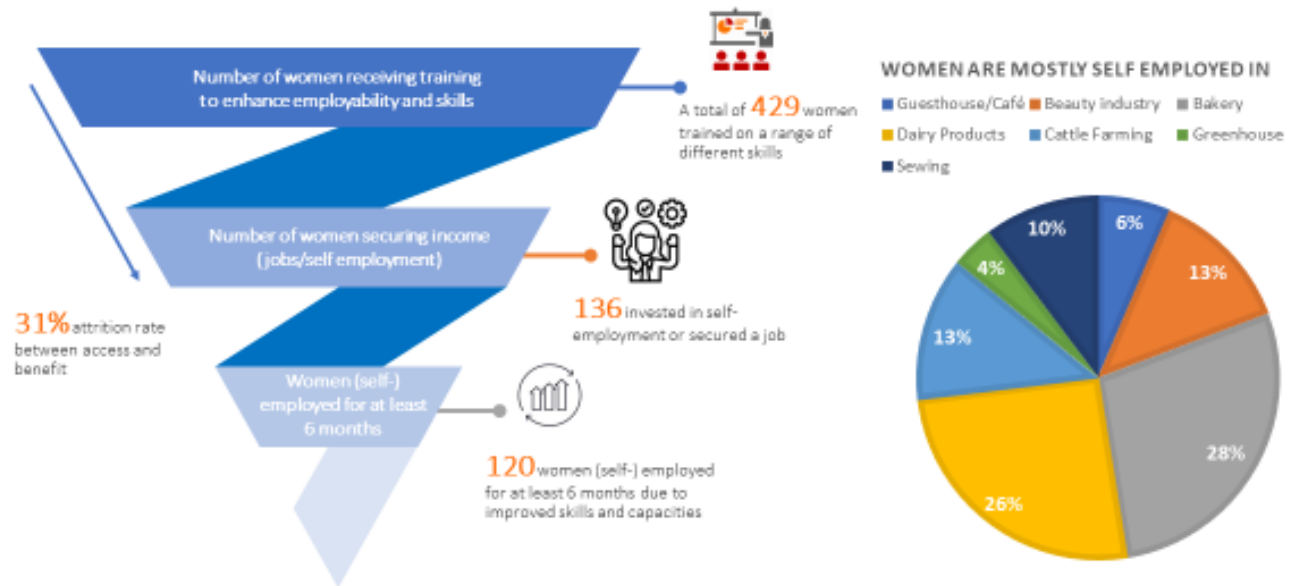 Number of women receiving training
to enhance employability and skills
A total of 429 women
trained on a range of
different skills
Number of women securing income
(jobs/self employment)
136 invested in self-
employment or secured a job
31% attrition rate
between access and
benefit
Women (self-)
employed for at least
6 months
120 women (self-) employed
for at least 6 months due to
improved skills and capacities
WOMEN ARE MOSTLY SELF EMPLOYED IN
Guesthouse/Café Beauty industry Bakery
Dairy Products Cattle Farming Greenhouse
Sewing
6%
13%
28%
26%
13%
4%
10%